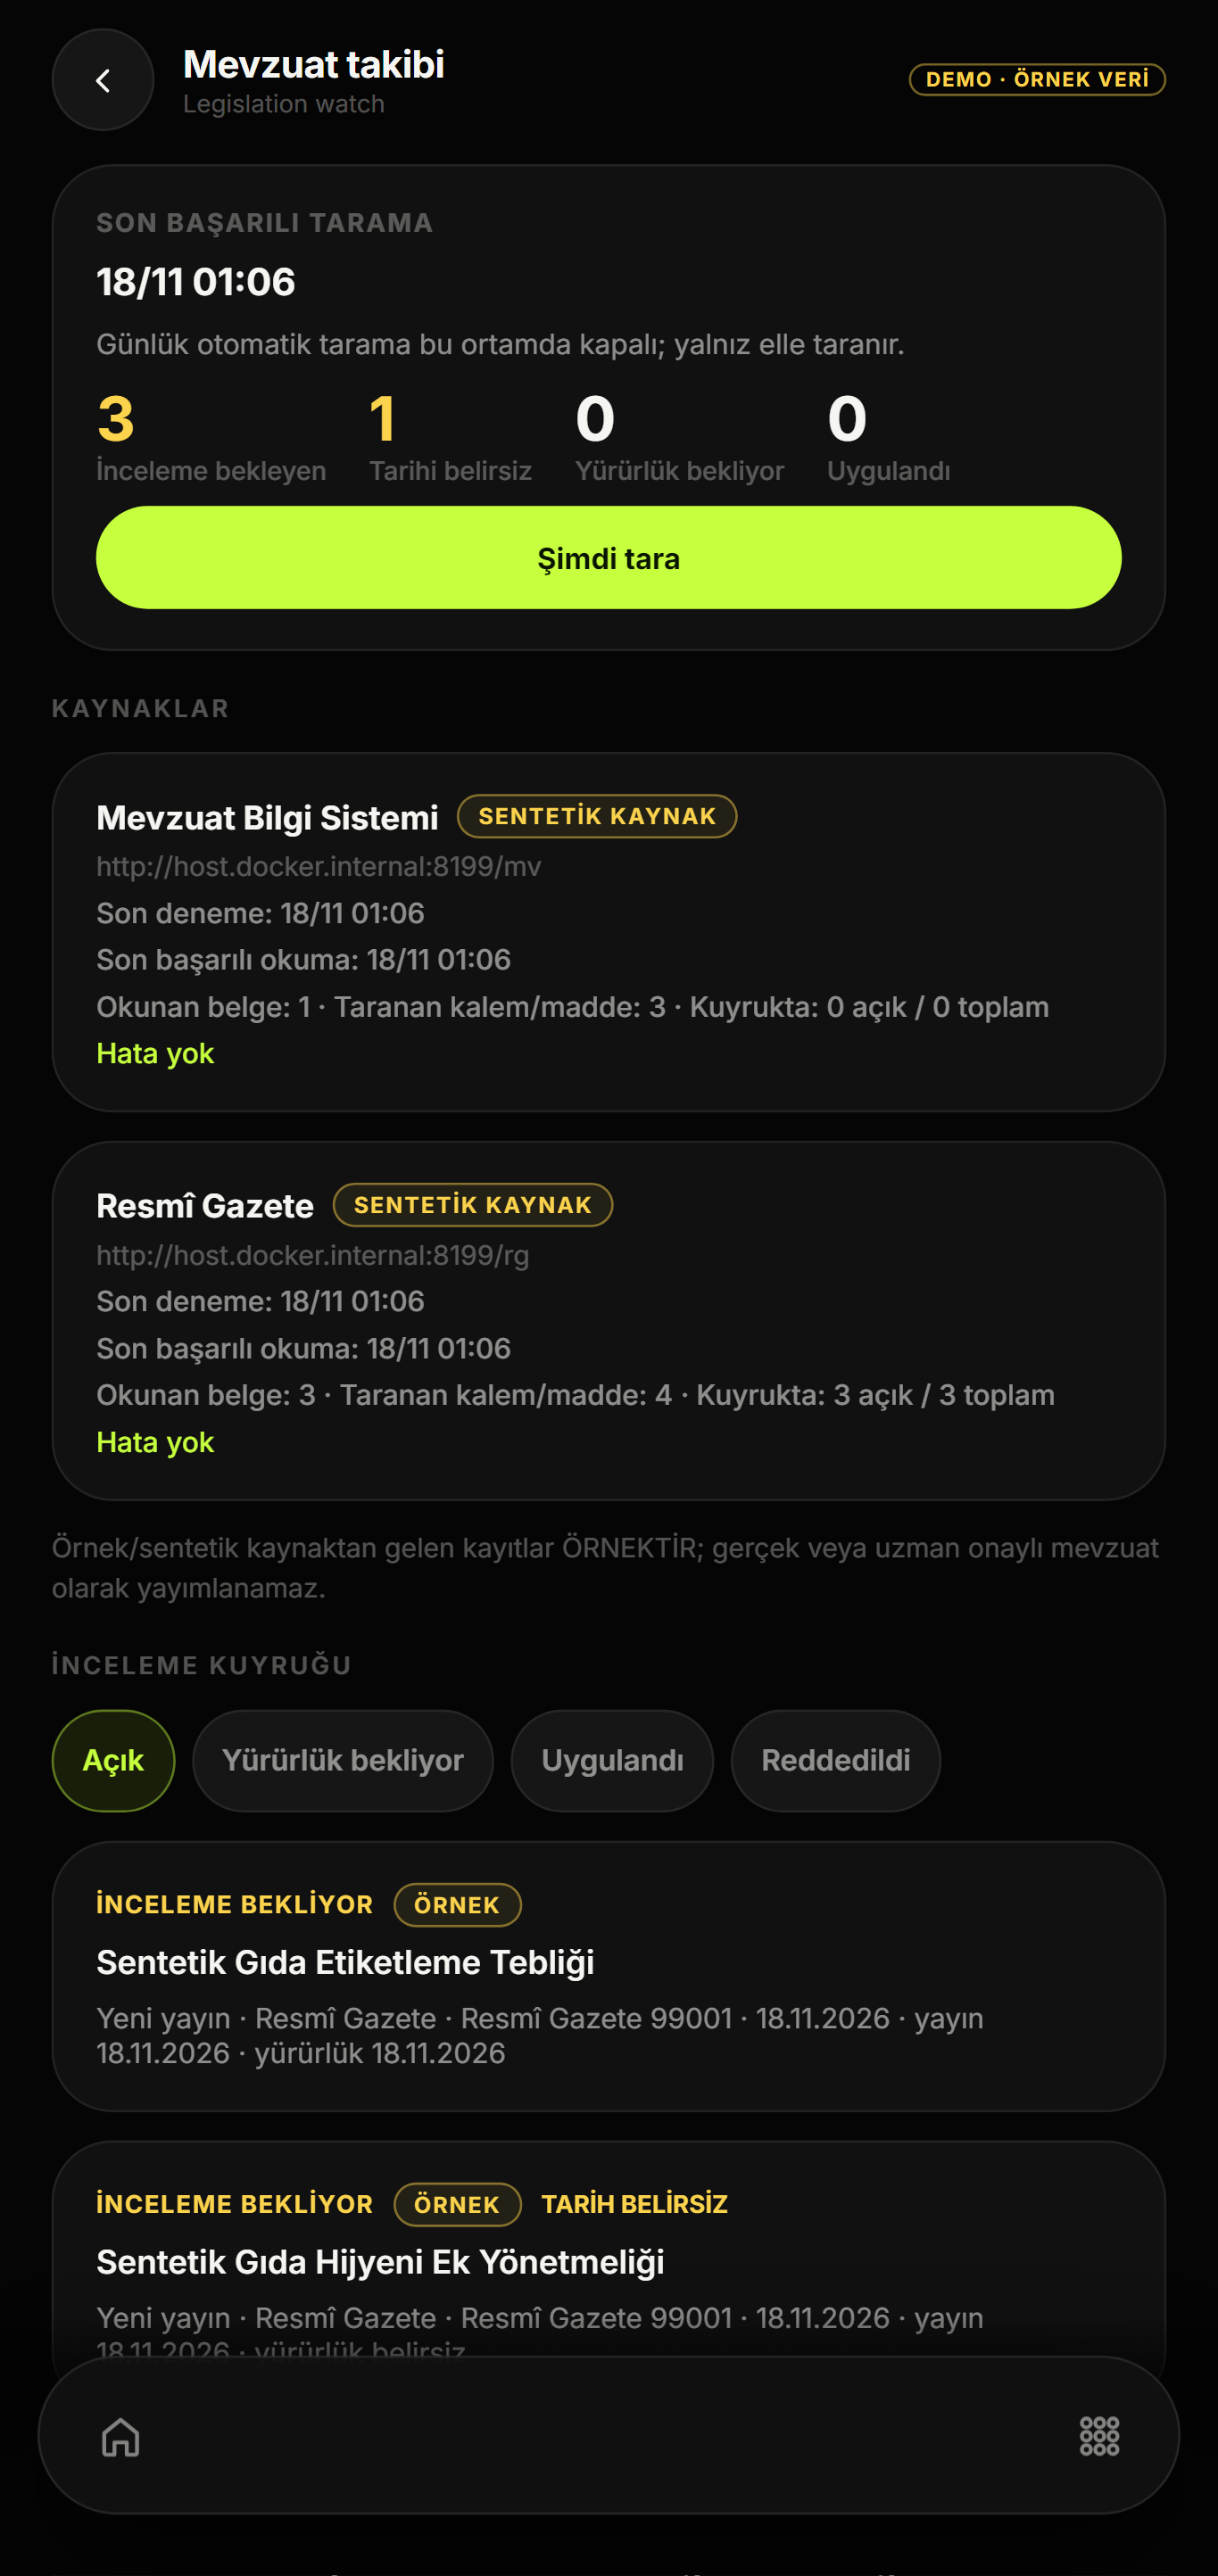 Mevzuat takibi
Legislation watch
DEMO · ÖRNEK VERİ
SON BAŞARILI TARAMA
18/11 01:06
Günlük otomatik tarama bu ortamda kapalı; yalnız elle taranır.
3 1 0 0
İnceleme bekleyen Tarihi belirsiz Yürürlük bekliyor Uygulandı
Şimdi tara
KAYNAKLAR
Mevzuat Bilgi Sistemi SENTETİK KAYNAK
http://host.docker.internal:8199/mv
Son deneme: 18/11 01:06
Son başarılı okuma: 18/11 01:06
Okunan belge: 1 · Taranan kalem/madde: 3 · Kuyrukta: 0 açık / 0 toplam
Hata yok
Resmî Gazete SENTETİK KAYNAK
http://host.docker.internal:8199/rg
Son deneme: 18/11 01:06
Son başarılı okuma: 18/11 01:06
Okunan belge: 3 · Taranan kalem/madde: 4 · Kuyrukta: 3 açık / 3 toplam
Hata yok
Örnek/sentetik kaynaktan gelen kayıtlar ÖRNEKTİR; gerçek veya uzman onaylı mevzuat
olarak yayımlanamaz.
İNCELEME KUYRUĞU
Açık Yürürlük bekliyor Uygulandı Reddedildi
İNCELEME BEKLİYOR ÖRNEK
Sentetik Gıda Etiketleme Tebliği
Yeni yayın · Resmî Gazete · Resmî Gazete 99001 · 18.11.2026 · yayın
18.11.2026 · yürürlük 18.11.2026
İNCELEME BEKLİYOR ÖRNEK TARİH BELİRSİZ
Sentetik Gıda Hijyeni Ek Yönetmeliği
Yeni yayın · Resmî Gazete · Resmî Gazete 99001 · 18.11.2026 · yayın
18.11.2026 · yürürlük belirsiz